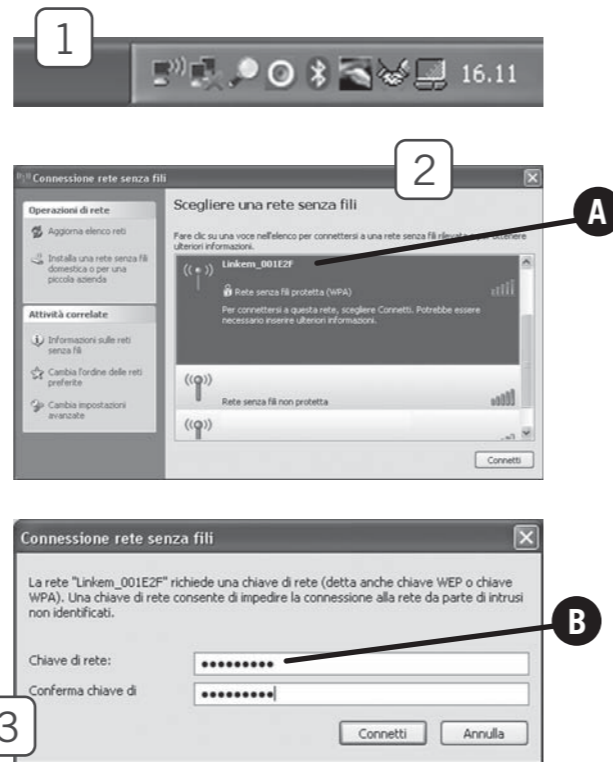 1
16.11
2
Connessione rete senza fili
Operazioni di rete
Aggiorna elenco reti
Installa una rete senza fili
domestica o per una
piccola azienda
Attività correlate
Informazioni sulle reti
senza fili
Cambia l'ordine delle reti
preferite
Cambia impostazioni
avanzate
Scegliere una rete senza fili
Fare clic su una voce nell'elenco per connettersi a una rete senza fili rilevata o per ottenere
ulteriori informazioni.
A
Linkem_001E2F
Rete senza fili protetta (WPA)
Per connettersi a questa rete, scegliere Connetti. Potrebbe essere
necessario inserire ulteriori informazioni.
Rete senza fili non protetta
Connetti
Connessione rete senza fili
La rete "Linkem_001E2F" richiede una chiave di rete (detta anche chiave WEP o chiave
WPA). Una chiave di rete consente di impedire la connessione alla rete da parte di intrusi
non identificati.
B
Chiave di rete: •••••••••
Conferma chiave di •••••••••
3
Connetti Annulla